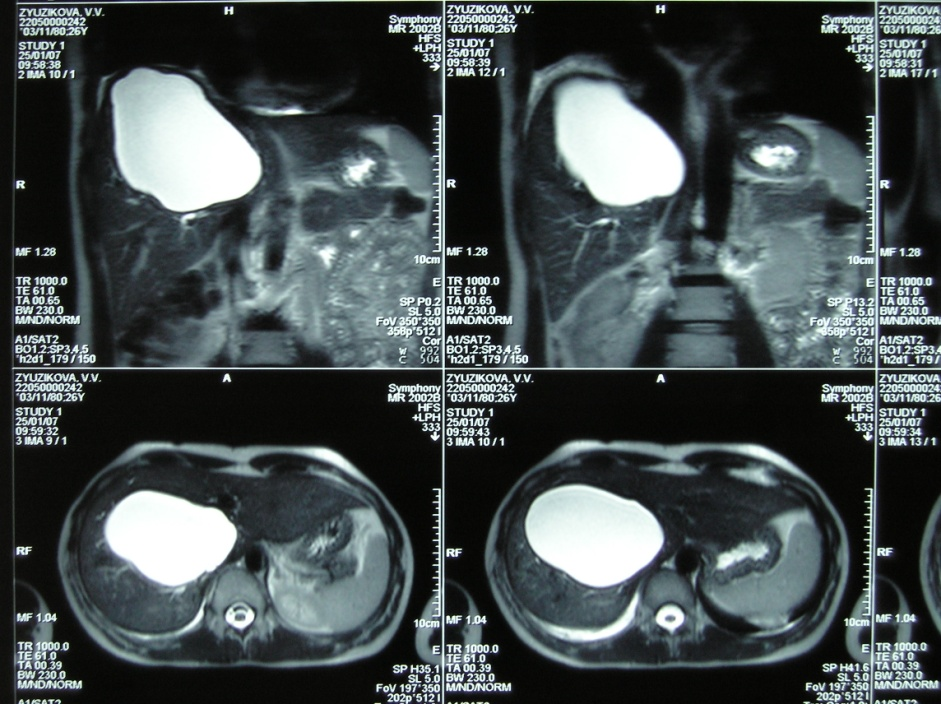 ZYUZIKOVA, V.V.
22050000242
*03/11/80;26Y
STUDY 1
25/01/07
09:58:38
2 IMA 10 / 1
H
Symphony
MR 2002B
HFS
+LPH
333
R
MF 1.28
10cm
TR 1000.0
TE 61.0
TA 00.65
BW 230.0
M/ND/NORM
A1/SAT2
BO1,2;SP3,4,5
*h2d1_179 / 150
E
SP P0.2
SL 5.0
FoV 350*350
358p*512 I
Cor
W 992
C 504
ZYUZIKOVA, V.V.
22050000242
*03/11/80;26Y
STUDY 1
25/01/07
09:58:39
2 IMA 12 / 1
H
Symphony
MR 2002B
HFS
+LPH
333
R
MF 1.28
10cm
TR 1000.0
TE 61.0
TA 00.65
BW 230.0
M/ND/NORM
A1/SAT2
BO1,2;SP3,4,5
*h2d1_179 / 150
E
SP P13.2
SL 5.0
FoV 350*350
358p*512 I
Cor
W 992
C 504
ZYUZIKOVA
22050000242
*03/11/80;26
STUDY 1
25/01/07
09:58:31
2 IMA 17 / 1
R
MF 1.28
TR 1000.0
TE 61.0
TA 00.65
BW 230.0
M/ND/NORM
A1/SAT2
BO1,2;SP3,4,5
*h2d1_179 / 150
ZYUZIKOVA, V.V.
22050000242
*03/11/80;26Y
STUDY 1
25/01/07
09:59:32
3 IMA 9 / 1
A
Symphony
MR 2002B
HFS
+LPH
333
RF
MF 1.04
10cm
TR 1000.0
TE 61.0
TA 00.39
BW 230.0
M/ND/NORM
A1/SAT2
E
SP H35.1
SL 5.0
FoV 197*350
202p*512 I
ZYUZIKOVA, V.V.
22050000242
*03/11/80;26Y
STUDY 1
25/01/07
09:59:43
3 IMA 10 / 1
A
Symphony
MR 2002B
HFS
+LPH
333
RF
MF 1.04
10cm
TR 1000.0
TE 61.0
TA 00.39
BW 230.0
M/ND/NORM
A1/SAT2
E
SP H41.6
SL 5.0
FoV 197*350
202p*512 I
ZYUZIKOVA
22050000242
*03/11/80;26
STUDY 1
25/01/07
09:59:34
3 IMA 13 / 1
RF
MF 1.04
TR 1000.0
TE 61.0
TA 00.39
BW 230.0
M/ND/NORM
A1/SAT2